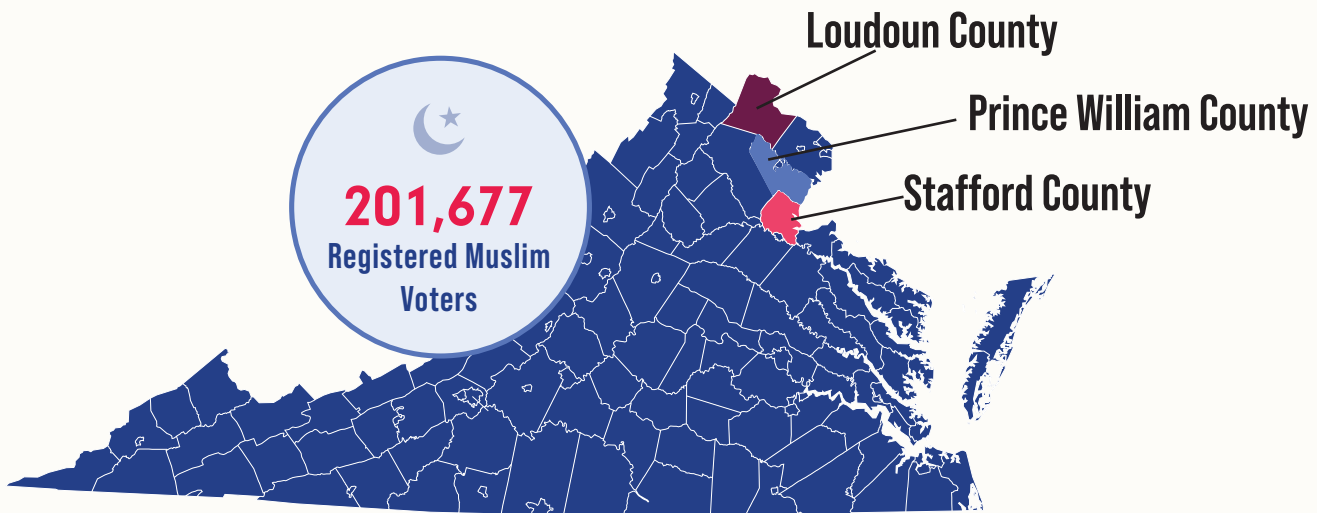 Loudoun County
Prince William County
Stafford County
201,677
Registered Muslim
Voters